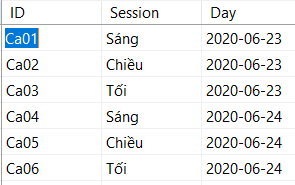 ID Session Day
Ca01 Sáng 2020-06-23
Ca02 Chiều 2020-06-23
Ca03 Tối 2020-06-23
Ca04 Sáng 2020-06-24
Ca05 Chiều 2020-06-24
Ca06 Tối 2020-06-24